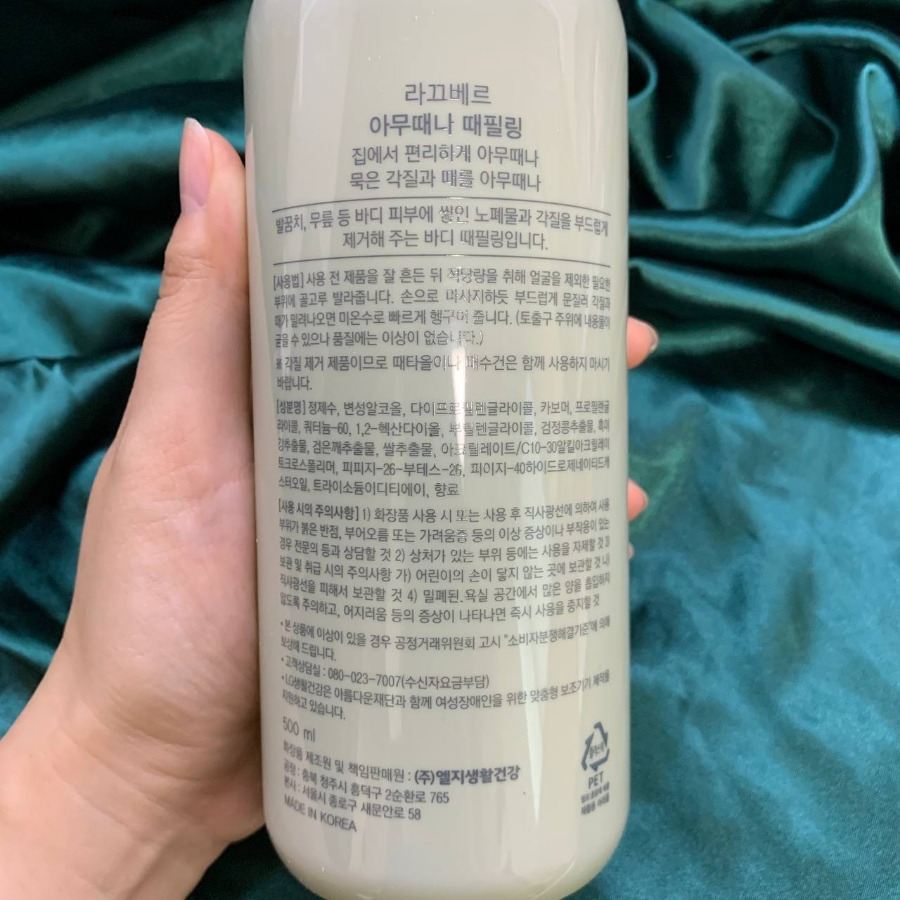 라끄베르
아무때나 때필링
집에서 편리하게 아무때나
묵은 각질과 때를 아무때나
발꿈치, 무릎 등 바디 피부에 쌓인 노폐물과 각질을 부드럽게
제거해 주는 바디 때필링입니다.
[사용법] 사용 전 제품을 잘 흔든 뒤 적당량을 취해 얼굴을 제외한 필요한
부위에 골고루 발라줍니다. 손으로 마사지하듯 부드럽게 문질러 각질과
때가 밀려나오면 미온수로 빠르게 헹구어 줍니다. (토출구 주위에 내용물이
굳을 수 있으나 품질에는 이상이 없습니다.)
각질 제거 제품이므로 때타올이나 때수건은 함께 사용하지 마시기
바랍니다.
[성분명] 정제수, 변성알코올, 다이프로필렌글라이콜, 카보머, 프로필렌글
라이콜, 쿼터늄-60, 1,2-헥산다이올, 부틸렌글라이콜, 검정콩추출물, 흑미
강추출물, 검은깨추출물, 쌀추출물, 아크릴레이트/C10-30알킬아크릴레이
트크로스폴리머, 피피지-26-부테스-26, 피이지-40하이드로제네이티드캐
스터오일, 트라이소듐이디티에이, 향료
[사용 시의 주의사항] 1) 화장품 사용 시 또는 사용 후 직사광선에 의하여 사용
부위가 붉은 반점, 부어오름 또는 가려움증 등의 이상 증상이나 부작용이 있는
경우 전문의 등과 상담할 것 2) 상처가 있는 부위 등에는 사용을 자제할 것 3)
보관 및 취급 시의 주의사항 가) 어린이의 손이 닿지 않는 곳에 보관할 것 나)
직사광선을 피해서 보관할 것 4) 밀폐된 욕실 공간에서 많은 양을 흡입하지
않도록 주의하고, 어지러움 등의 증상이 나타나면 즉시 사용을 중지할 것
• 본 상품에 이상이 있을 경우 공정거래위원회 고시 "소비자분쟁해결기준"에 의해
보상해 드립니다.
• 고객상담실 : 080-023-7007(수신자요금부담)
• LG생활건강은 아름다운재단과 함께 여성장애인을 위한 맞춤형 보조기기 제작을
지원하고 있습니다.
500 ml
화장품 제조원 및 책임판매원 : (주)엘지생활건강
공장 : 충북 청주시 흥덕구 2순환로 765
본사 : 서울시 종로구 새문안로 58
MADE IN KOREA
플라스틱
PET